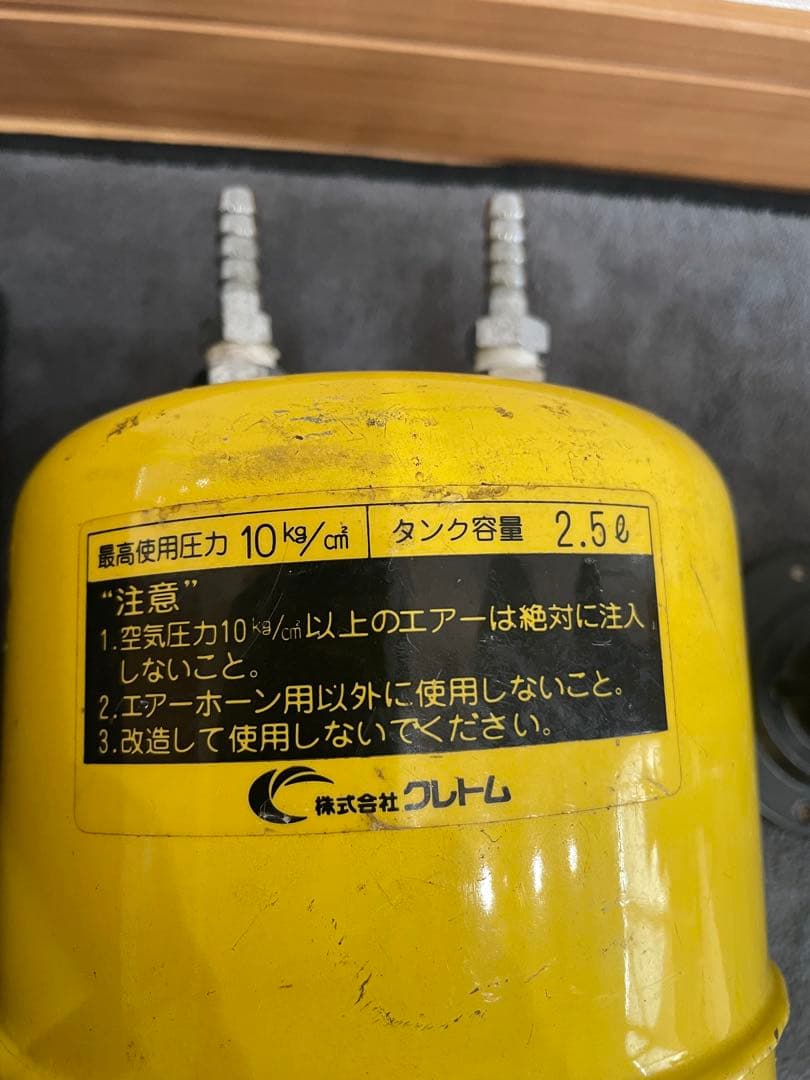 最高使用圧力 10kg/cm² タンク容量 2.5ℓ
“注意”
1.空気圧力10kg/cm²以上のエアーは絶対に注入
しないこと。
2.エアーホーン用以外に使用しないこと。
3.改造して使用しないでください。
株式会社クレトム